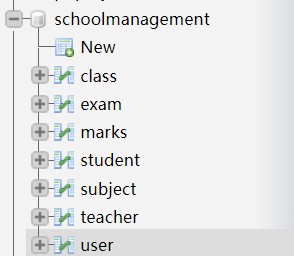 schoolmanagement
New
class
exam
marks
student
subject
teacher
user